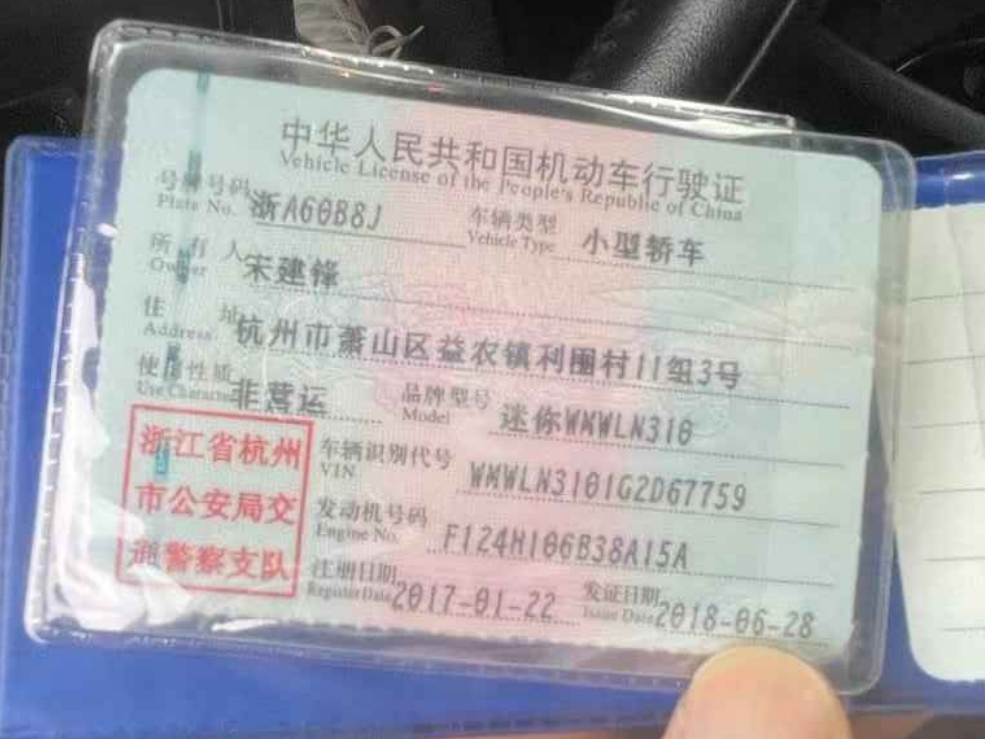 中华人民共和国机动车行驶证
Vehicle License of the People's Republic of China
号牌号码 浙A60B8J 车辆类型 小型轿车
Plate No. Vehicle Type
所有人 宋建锋
Owner
住址 杭州市萧山区益农镇利围村11组3号
Address
使用性质 非营运 品牌型号 迷你WMWLN310
Use Character Model
浙江省杭州
市公安局交
通警察支队
车辆识别代号 WMWLN3101G2D67759
VIN
发动机号码 F124H106B38A15A
Engine No.
注册日期 2017-01-22 发证日期 2018-06-28
Register Date Issue Date